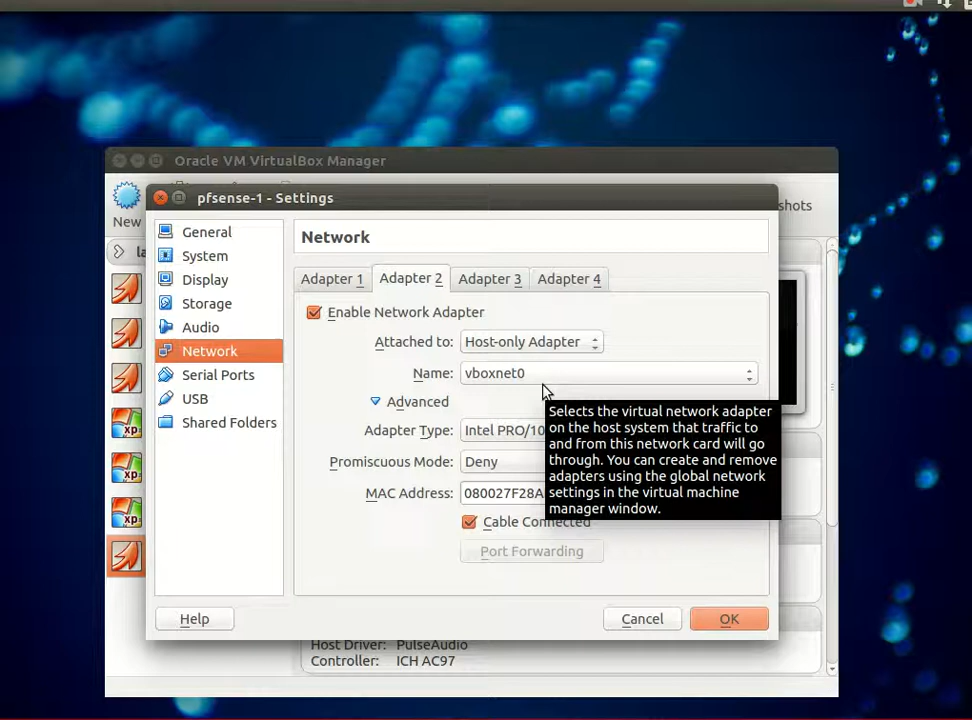 Oracle VM VirtualBox Manager
New
shots
pfsense-1 - Settings
General
System
Display
Storage
Audio
Network
Serial Ports
USB
Shared Folders
Network
Adapter 1
Adapter 2
Adapter 3
Adapter 4
Enable Network Adapter
Attached to: Host-only Adapter
Name: vboxnet0
Advanced
Adapter Type: Intel PRO/10
Promiscuous Mode: Deny
MAC Address: 080027F28A
Cable Connected
Port Forwarding
Selects the virtual network adapter
on the host system that traffic to
and from this network card will go
through. You can create and remove
adapters using the global network
settings in the virtual machine
manager window.
Help
Cancel
OK
Host Driver: PulseAudio
Controller: ICH AC97